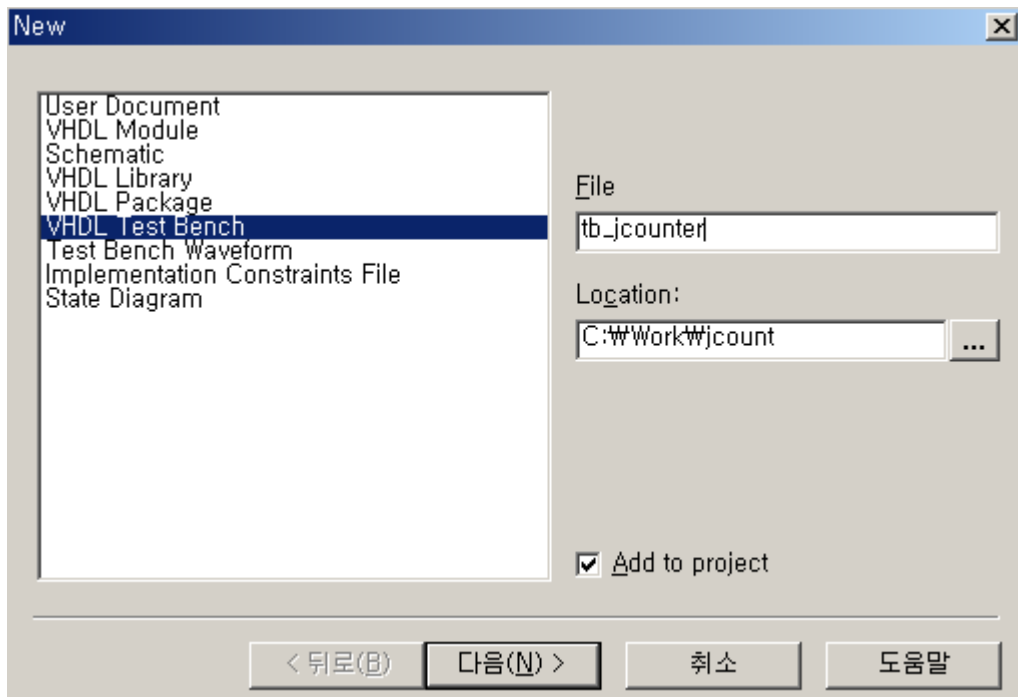 New
User Document
VHDL Module
Schematic
VHDL Library
VHDL Package
VHDL Test Bench
Test Bench Waveform
Implementation Constraints File
State Diagram
File
tb_jcounter
Location:
C:₩Work₩jcount
...
Add to project
< 뒤로(B)
다음(N) >
취소
도움말